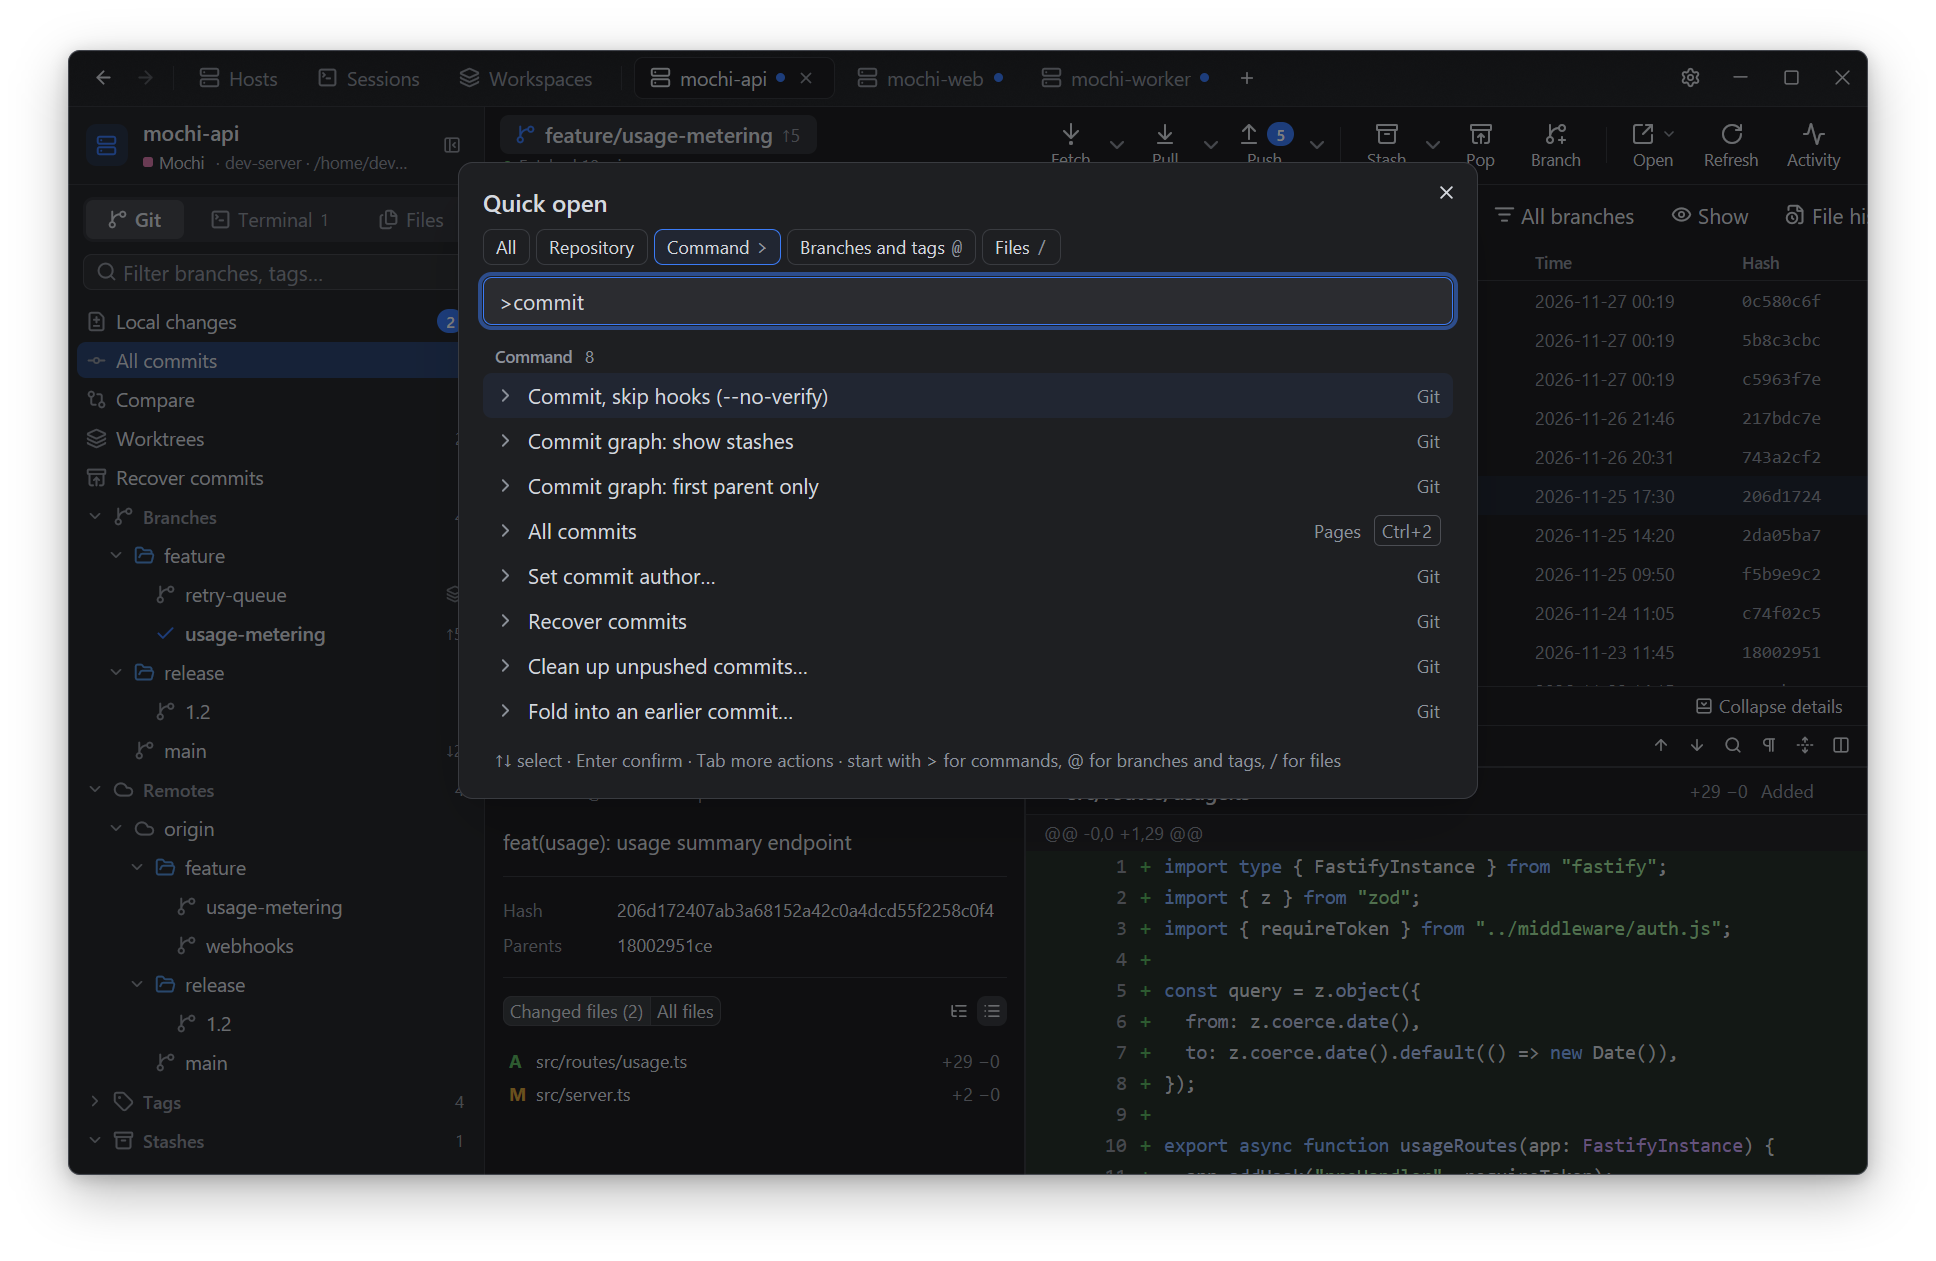 Hosts Sessions Workspaces mochi-api mochi-web mochi-worker
mochi-api
Mochi · dev-server · /home/dev...
feature/usage-metering ↑5
Fetch Pull 5 Push Stash Pop Branch Open Refresh Activity
Git Terminal 1 Files
Filter branches, tags...
Local changes 2
All commits
Compare
Worktrees
Recover commits
Branches
feature
retry-queue
usage-metering
release
1.2
main
Remotes
origin
feature
usage-metering
webhooks
release
1.2
main
Tags 4
Stashes 1
Quick open
All Repository Command > Branches and tags @ Files /
>commit
Command 8
Commit, skip hooks (--no-verify) Git
Commit graph: show stashes Git
Commit graph: first parent only Git
All commits Pages Ctrl+2
Set commit author... Git
Recover commits Git
Clean up unpushed commits... Git
Fold into an earlier commit... Git
↑↓ select · Enter confirm · Tab more actions · start with > for commands, @ for branches and tags, / for files
All branches Show File hi
Time Hash
2026-11-27 00:19 0c580c6f
2026-11-27 00:19 5b8c3cbc
2026-11-27 00:19 c5963f7e
2026-11-26 21:46 217bdc7e
2026-11-26 20:31 743a2cf2
2026-11-25 17:30 206d1724
2026-11-25 14:20 2da05ba7
2026-11-25 09:50 f5b9e9c2
2026-11-24 11:05 c74f02c5
2026-11-23 11:45 18002951
Collapse details
feat(usage): usage summary endpoint
Hash 206d172407ab3a68152a42c0a4dcd55f2258c0f4
Parents 18002951ce
Changed files (2) All files
A src/routes/usage.ts +29 −0
M src/server.ts +2 −0
+29 −0 Added
@@ -0,0 +1,29 @@
1 + import type { FastifyInstance } from "fastify";
2 + import { z } from "zod";
3 + import { requireToken } from "../middleware/auth.js";
4 +
5 + const query = z.object({
6 + from: z.coerce.date(),
7 + to: z.coerce.date().default(() => new Date()),
8 + });
9 +
10 + export async function usageRoutes(app: FastifyInstance) {